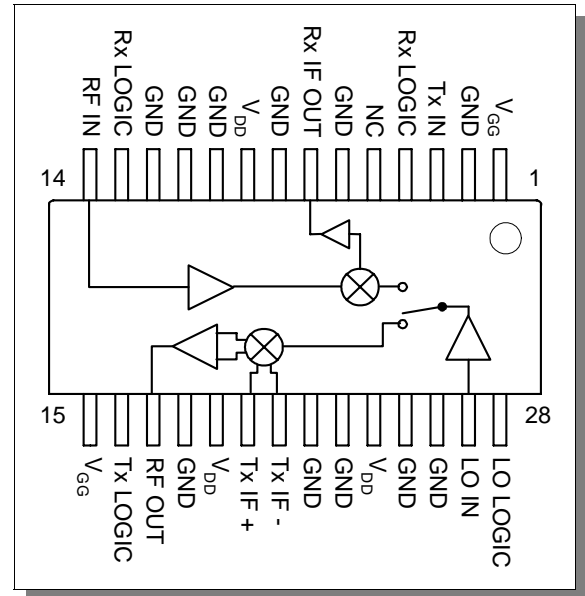 RF IN
Rx LOGIC
GND
GND
GND
VDD
GND
Rx IF OUT
GND
NC
Rx LOGIC
Tx IN
GND
VGG
14
1
15
28
VGG
Tx LOGIC
RF OUT
GND
VDD
Tx IF +
Tx IF -
GND
GND
VDD
GND
GND
LO IN
LO LOGIC